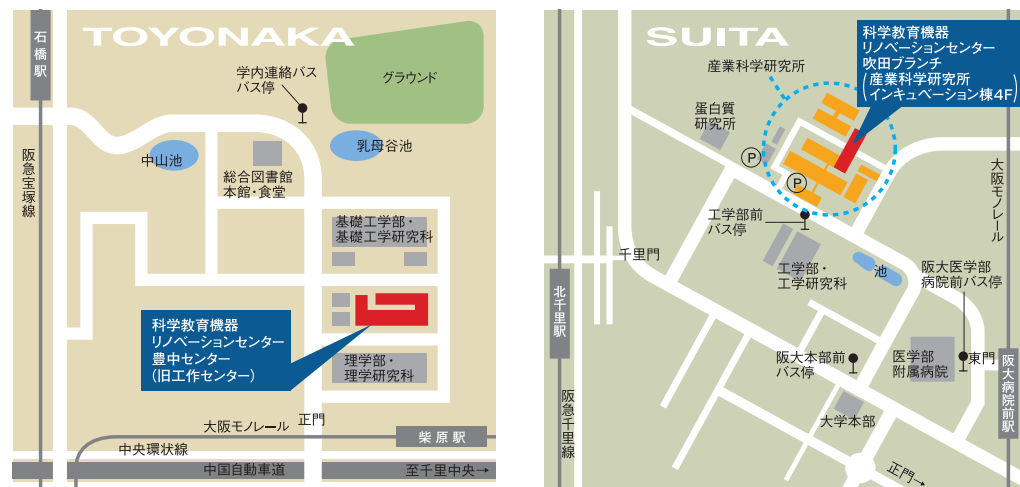 TOYONAKA
石橋駅
学内連絡バス
バス停
グラウンド
阪急宝塚線
中山池
乳母谷池
総合図書館
本館・食堂
基礎工学部・
基礎工学研究科
科学教育機器
リノベーションセンター
豊中センター
(旧工作センター)
理学部・
理学研究科
正門
大阪モノレール
柴原駅
中央環状線
中国自動車道
至千里中央→
SUITA
科学教育機器
リノベーションセンター
吹田ブランチ
(産業科学研究所
インキュベーション棟4F)
産業科学研究所
蛋白質
研究所
P
P
大阪モノレール
工学部前
バス停
千里門
工学部・
工学研究科
池
阪大医学部
病院前バス停
北千里駅
阪大本部前
バス停
医学部
附属病院
東門
阪大病院前駅
阪急千里線
大学本部
正門→